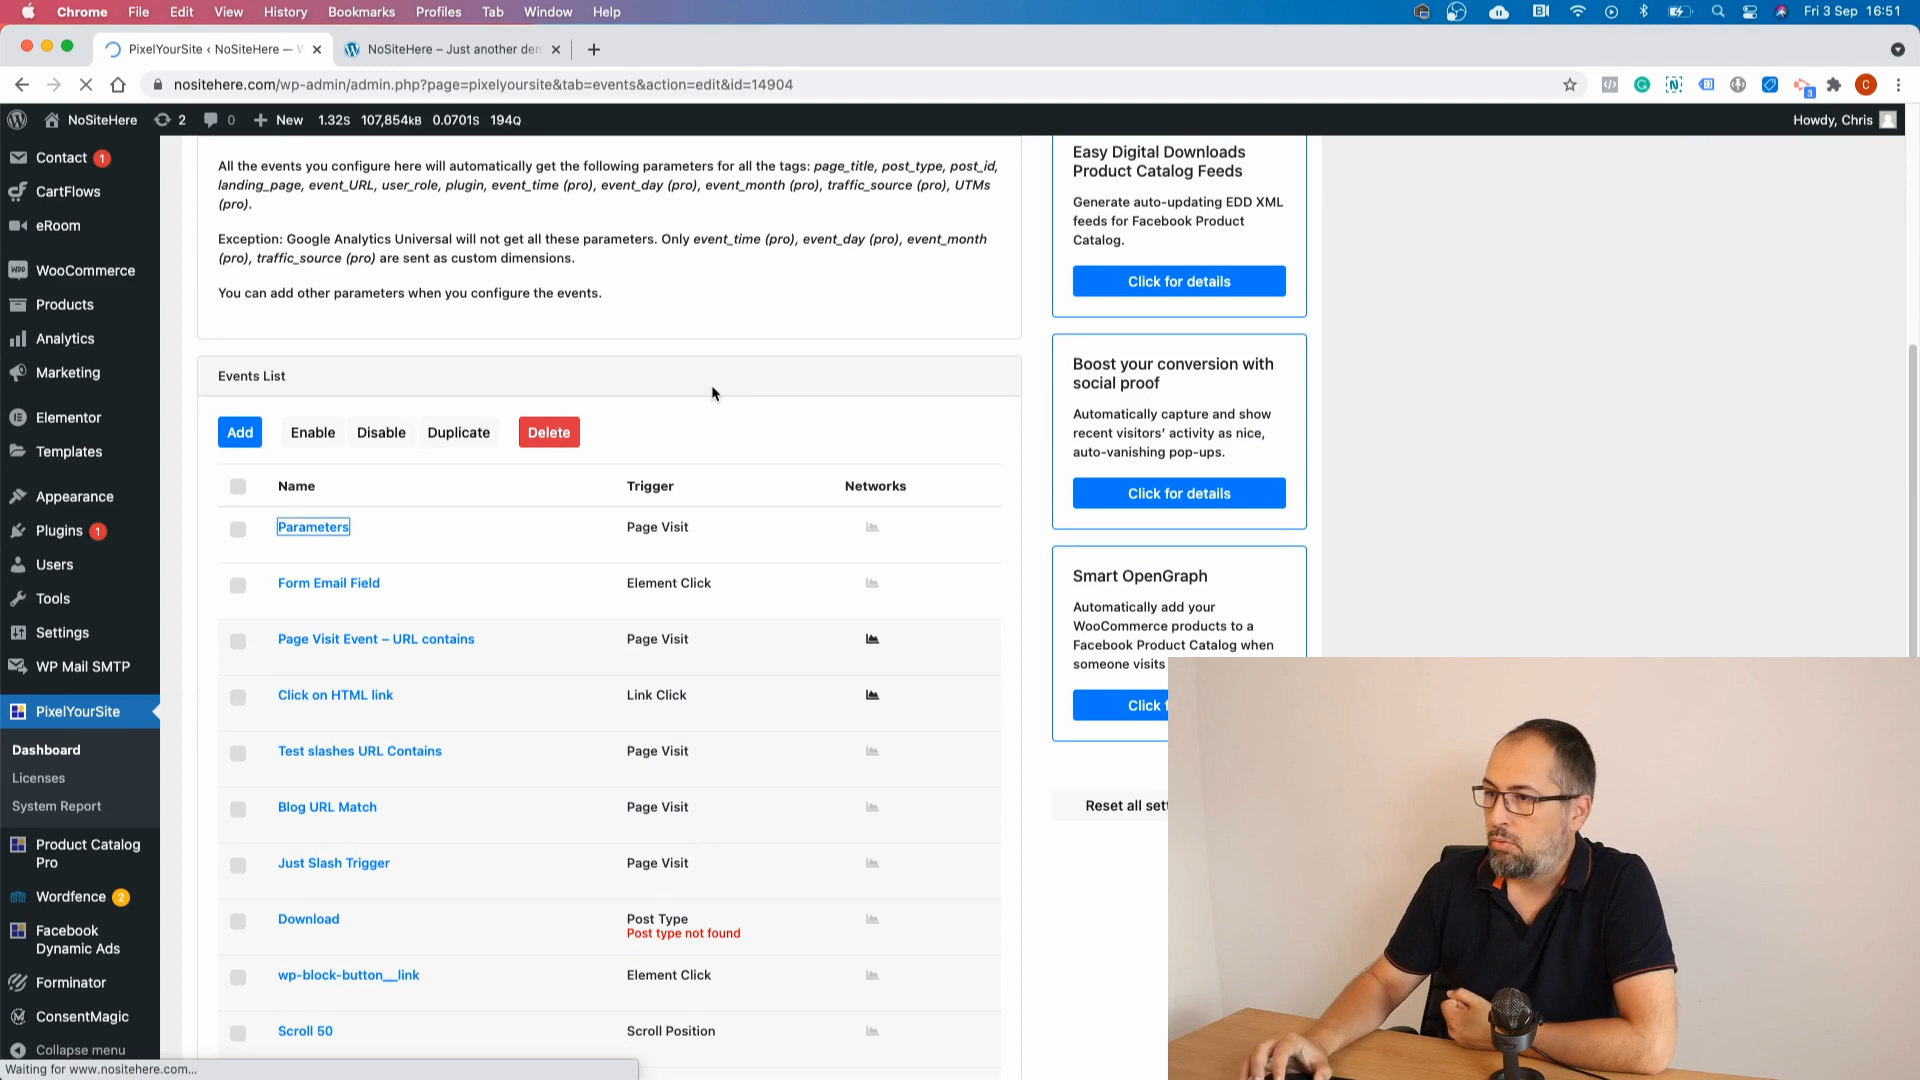 Chrome File Edit View History Bookmarks Profiles Tab Window Help
Fri 3 Sep 16:51
PixelYourSite ‹ NoSiteHere —
NoSiteHere – Just another
nositehere.com/wp-admin/admin.php?page=pixelyoursite&tab=events&action=edit&id=14904
C
3
NoSiteHere 2 0 New 1.32S 107,854kB 0.0701S 194Q
Howdy, Chris
Contact 1
CartFlows
eRoom
WooCommerce
Products
Analytics
Marketing
Elementor
Templates
Appearance
Plugins 1
Users
Tools
Settings
WP Mail SMTP
PixelYourSite
Dashboard
Licenses
System Report
Product Catalog
Pro
Wordfence 2
Facebook
Dynamic Ads
Forminator
ConsentMagic
Collapse menu
Waiting for www.nositehere.com...
All the events you configure here will automatically get the following parameters for all the tags: page_title, post_type, post_id,
landing_page, event_URL, user_role, plugin, event_time (pro), event_day (pro), event_month (pro), traffic_source (pro), UTMs
(pro).
Exception: Google Analytics Universal will not get all these parameters. Only event_time (pro), event_day (pro), event_month
(pro), traffic_source (pro) are sent as custom dimensions.
You can add other parameters when you configure the events.
Events List
Add Enable Disable Duplicate Delete
Name Trigger Networks
Parameters Page Visit
Form Email Field Element Click
Page Visit Event – URL contains Page Visit
Click on HTML link Link Click
Test slashes URL Contains Page Visit
Blog URL Match Page Visit
Just Slash Trigger Page Visit
Download Post Type
Post type not found
wp-block-button__link Element Click
Scroll 50 Scroll Position
Easy Digital Downloads
Product Catalog Feeds
Generate auto-updating EDD XML
feeds for Facebook Product
Catalog.
Click for details
Boost your conversion with
social proof
Automatically capture and show
recent visitors’ activity as nice,
auto-vanishing pop-ups.
Click for details
Smart OpenGraph
Automatically add your
WooCommerce products to a
Facebook Product Catalog when
someone visits
Click
Reset all